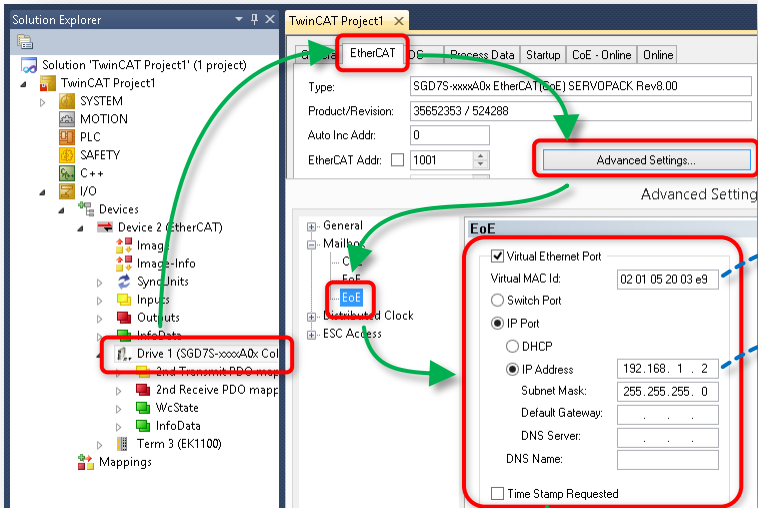 Solution Explorer
Solution 'TwinCAT Project1' (1 project)
TwinCAT Project1
SYSTEM
MOTION
PLC
SAFETY
C++
I/O
Devices
Device 2 (EtherCAT)
Image
Image-Info
SyncUnits
Inputs
Outputs
InfoData
Drive 1 (SGD7S-xxxxA0x Col
2nd Transmit PDO map
2nd Receive PDO mapp
WcState
InfoData
Term 3 (EK1100)
Mappings
TwinCAT Project1
EtherCAT Process Data Startup CoE - Online Online
Type: SGD7S-xxxxA0x EtherCAT(CoE) SERVOPACK Rev8.00
Product/Revision: 35652353 / 524288
Auto Inc Addr: 0
EtherCAT Addr: 1001 Advanced Settings...
Advanced Setting
General
Mailbox
EoE
Distributed Clock
ESC Access
EoE
Virtual Ethernet Port
Virtual MAC Id: 02 01 05 20 03 e9
Switch Port
IP Port
DHCP
IP Address 192.168. 1 . 2
Subnet Mask: 255.255.255. 0
Default Gateway: . . .
DNS Server: . . .
DNS Name:
Time Stamp Requested